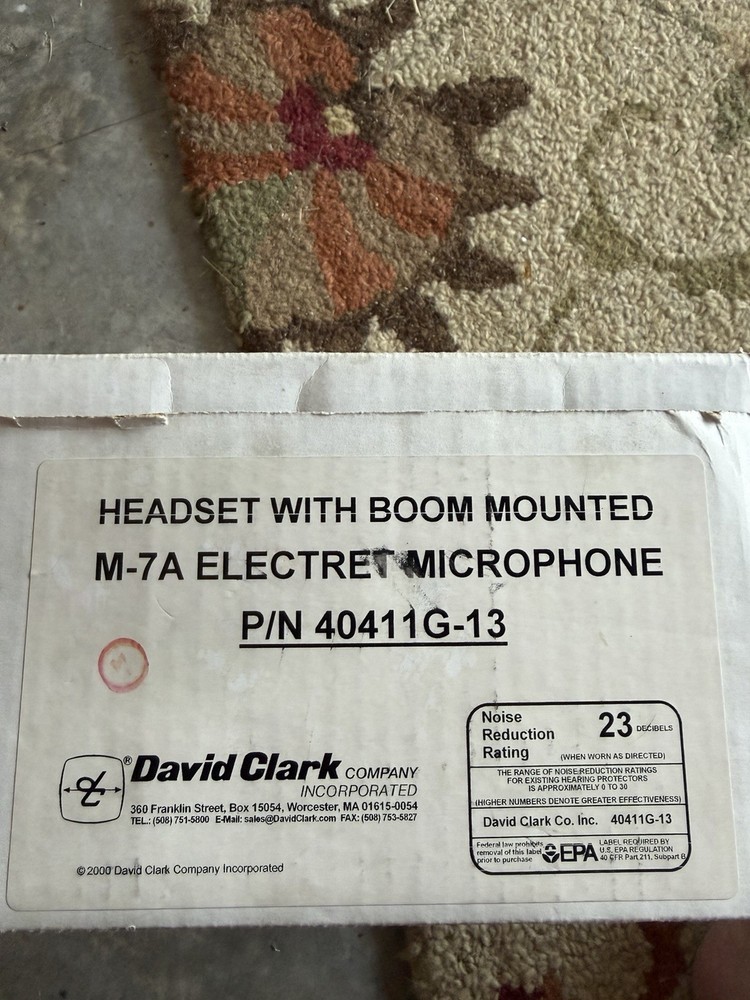 HEADSET WITH BOOM MOUNTED
M-7A ELECTRET MICROPHONE
P/N 40411G-13
M
® David Clark COMPANY
INCORPORATED
360 Franklin Street, Box 15054, Worcester, MA 01615-0054
TEL.: (508) 751-5800 E-Mail: sales@DavidClark.com FAX: (508) 753-5827
© 2000 David Clark Company Incorporated
Noise
Reduction
Rating
23 DECIBELS
(WHEN WORN AS DIRECTED)
THE RANGE OF NOISE REDUCTION RATINGS
FOR EXISTING HEARING PROTECTORS
IS APPROXIMATELY 0 TO 30
(HIGHER NUMBERS DENOTE GREATER EFFECTIVENESS)
David Clark Co. Inc. 40411G-13
Federal law prohibits
removal of this label
prior to purchase
EPA
LABEL REQUIRED BY
U.S. EPA REGULATION
40 CFR Part 211, Subpart B